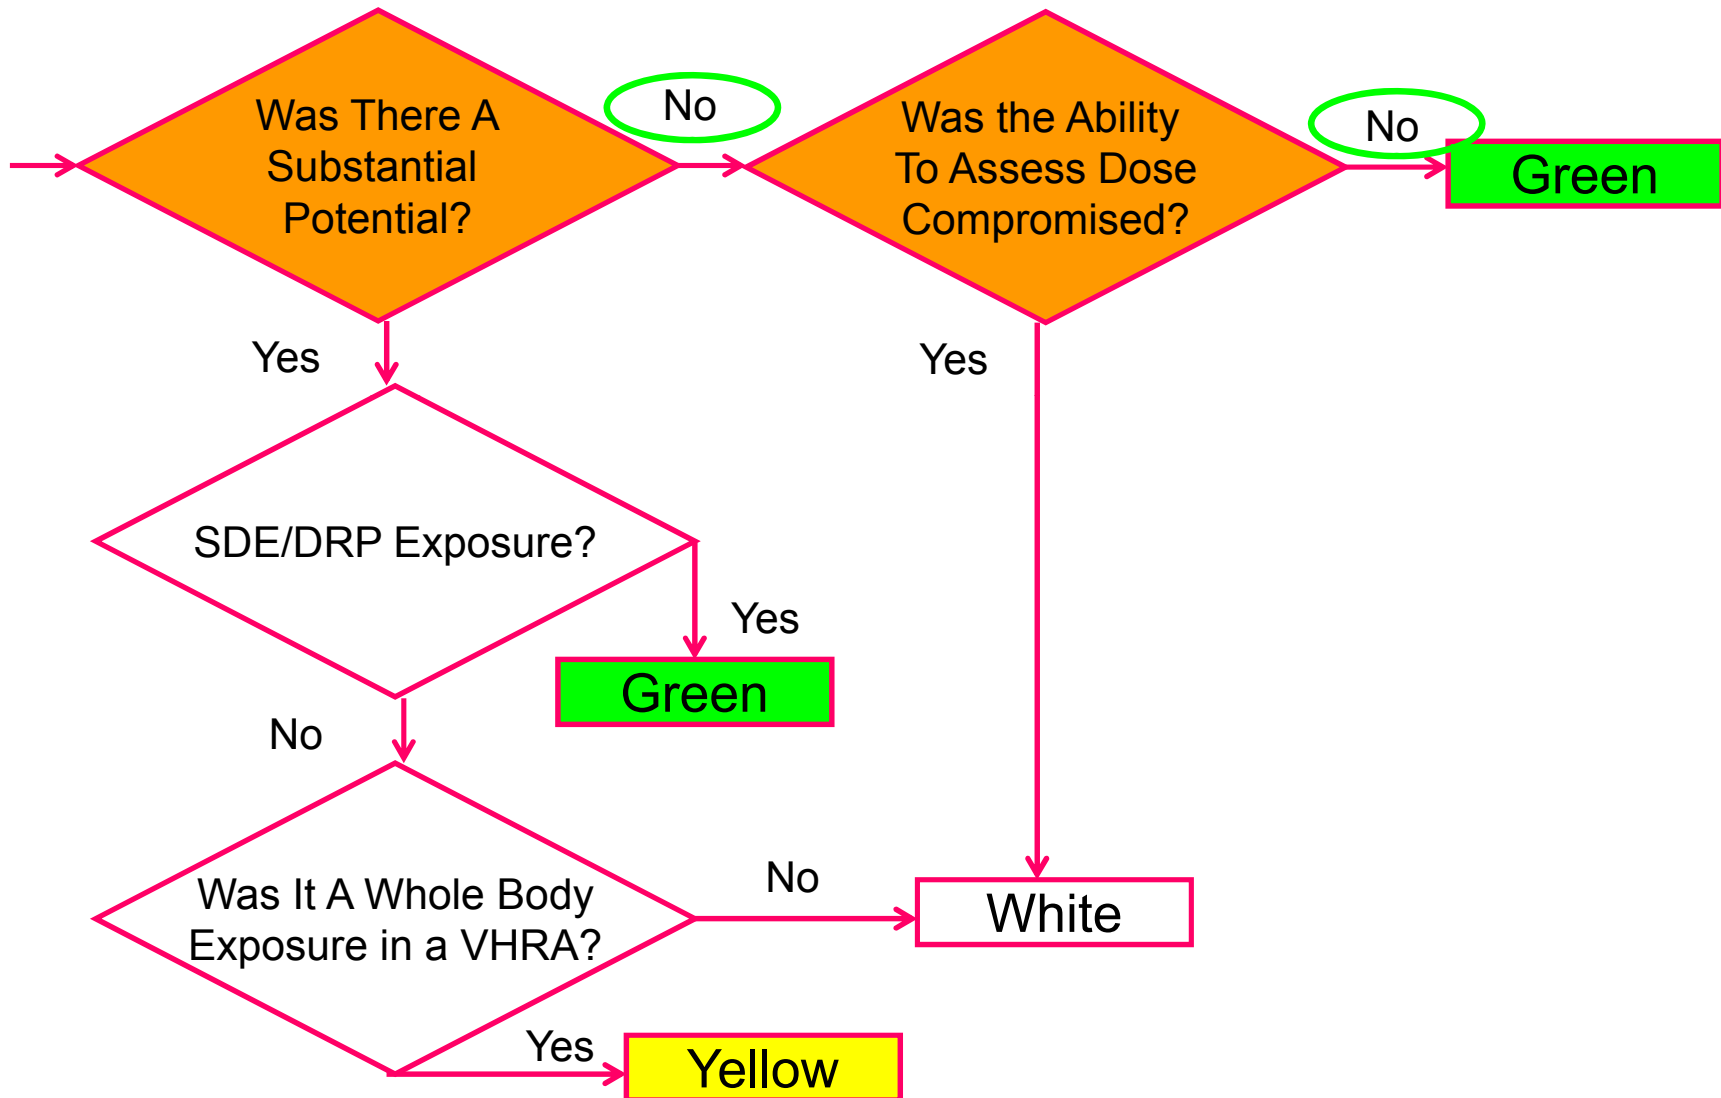 Was There A
Substantial
Potential?
No
Was the Ability
To Assess Dose
Compromised?
No
Green
Yes
Yes
SDE/DRP Exposure?
Yes
Green
No
Was It A Whole Body
Exposure in a VHRA?
No
White
Yes
Yellow